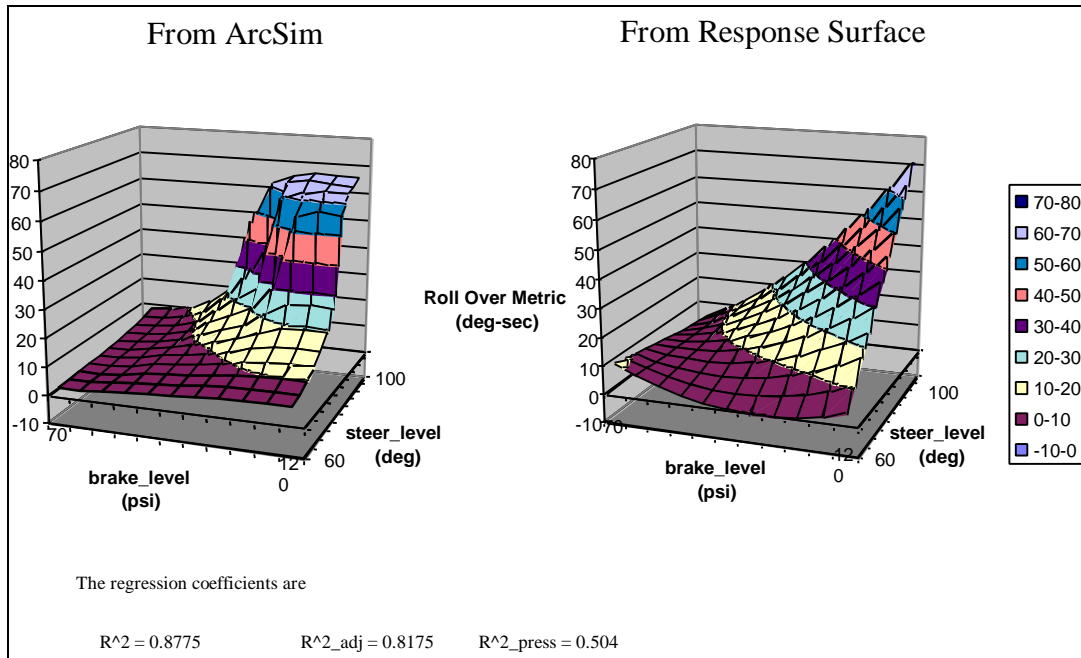 From ArcSim
From Response Surface
80
70
60
50
40
30
20
10
0
-10
70
12
0
60
100
brake_level
(psi)
steer_level
(deg)
Roll Over Metric
(deg-sec)
80
70
60
50
40
30
20
10
0
-10
70
12
0
60
100
brake_level
(psi)
steer_level
(deg)
70-80
60-70
50-60
40-50
30-40
20-30
10-20
0-10
-10-0
The regression coefficients are
R^2 = 0.8775 R^2_adj = 0.8175 R^2_press = 0.504